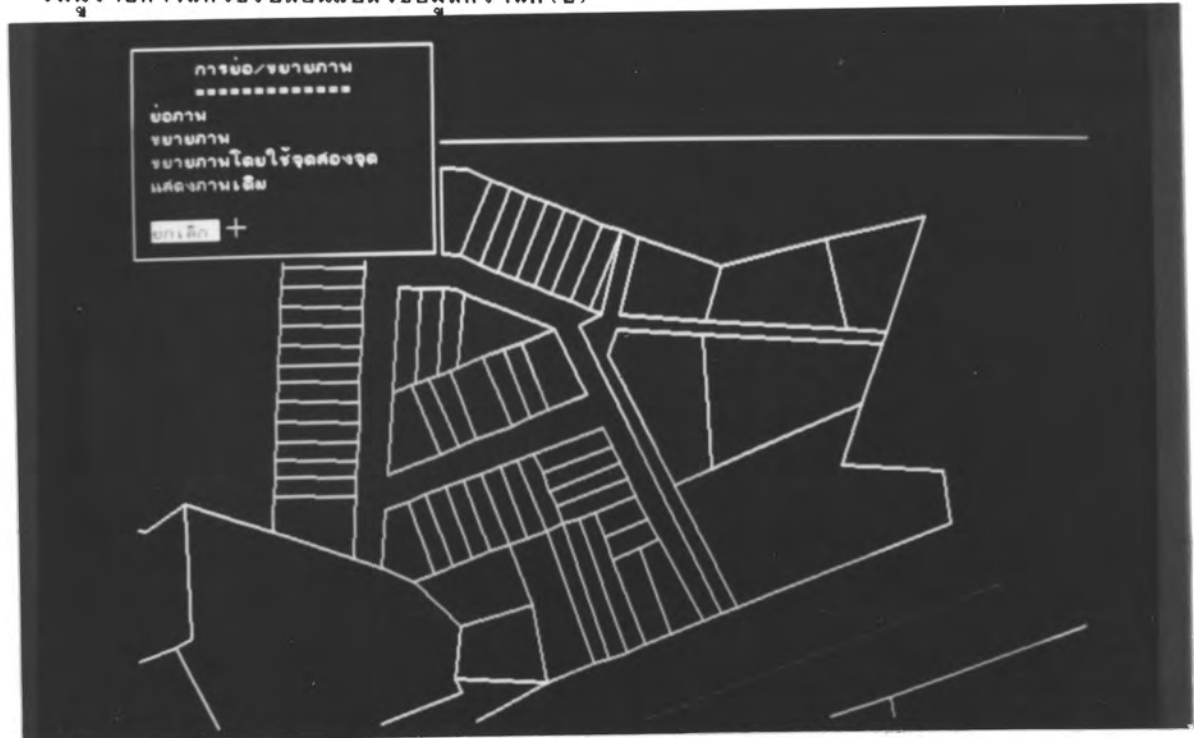 การย่อ/ขยายภาพ
=============
ย่อภาพ
ขยายภาพ
ขยายภาพโดยใช้จุดสองจุด
แสดงภาพเดิม
ยกเลิก